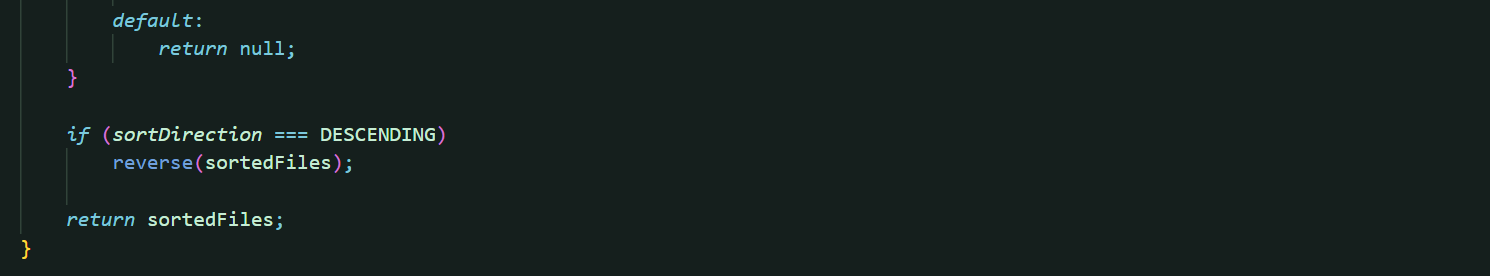 default:
return null;
}
if (sortDirection === DESCENDING)
reverse(sortedFiles);
return sortedFiles;
}